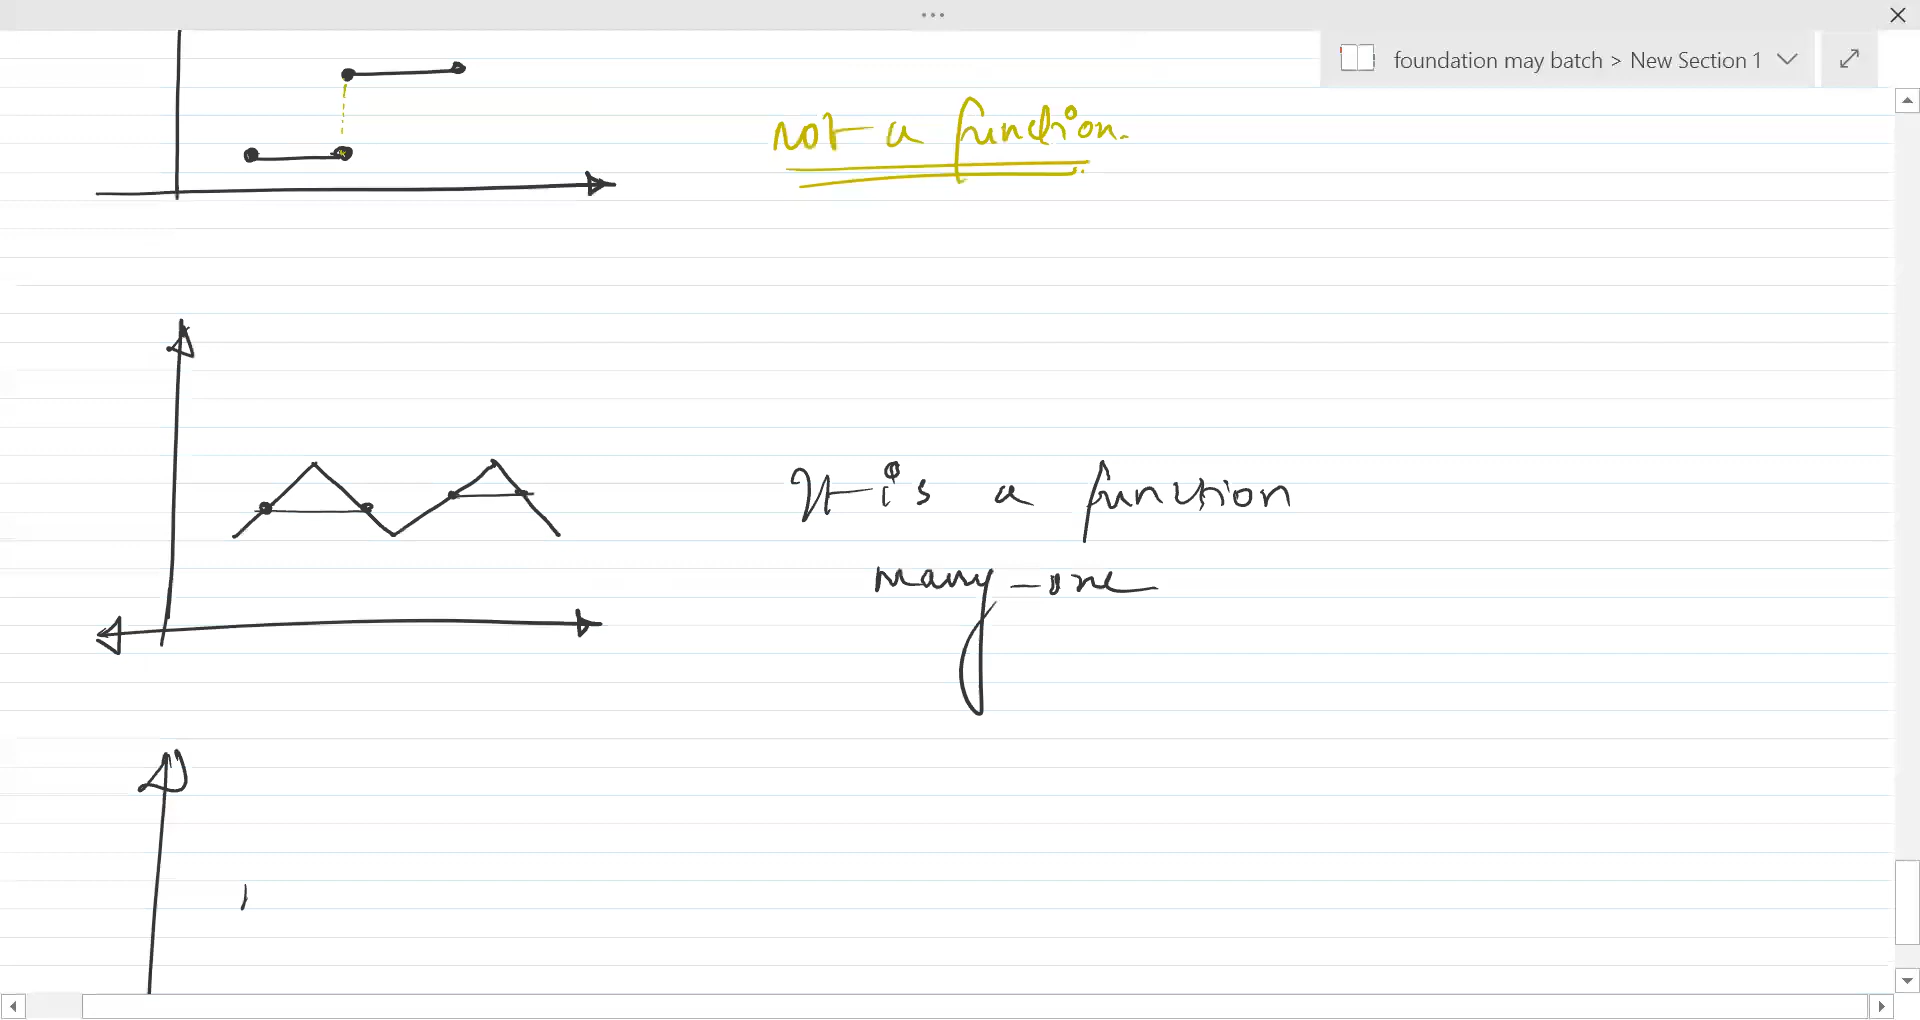 foundation may batch > New Section 1
not a function.
It is a function
many-one